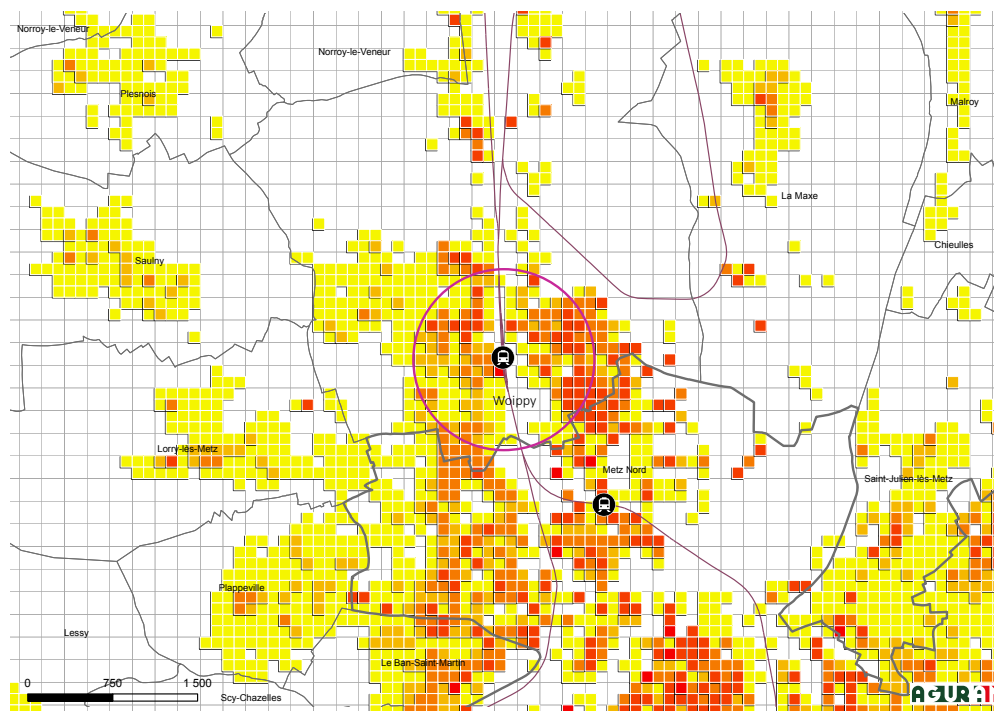 Norroy-le-Veneur
Norroy-le-Veneur
Plesnois
Malroy
La Maxe
Chieulles
Saulny
Woippy
Lorry-lès-Metz
Metz Nord
Saint-Julien-lès-Metz
Plappeville
Lessy
Le Ban-Saint-Martin
0 750 1 500
Scy-Chazelles